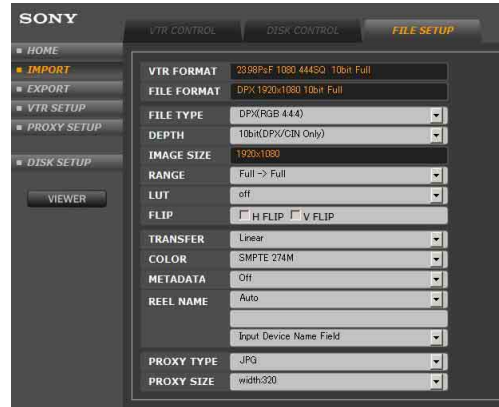 SONY
VTR CONTROL DISK CONTROL FILE SETUP
HOME
IMPORT
EXPORT
VTR SETUP
PROXY SETUP
DISK SETUP
VIEWER
VTR FORMAT 23.98PsF 1080 444SQ 10bit Full
FILE FORMAT DPX 1920x1080 10bit Full
FILE TYPE DPX(RGB 4:4:4)
DEPTH 10bit(DPX/CIN Only)
IMAGE SIZE 1920x1080
RANGE Full -> Full
LUT off
FLIP H FLIP V FLIP
TRANSFER Linear
COLOR SMPTE 274M
METADATA Off
REEL NAME Auto
Input Device Name Field
PROXY TYPE JPG
PROXY SIZE width:320